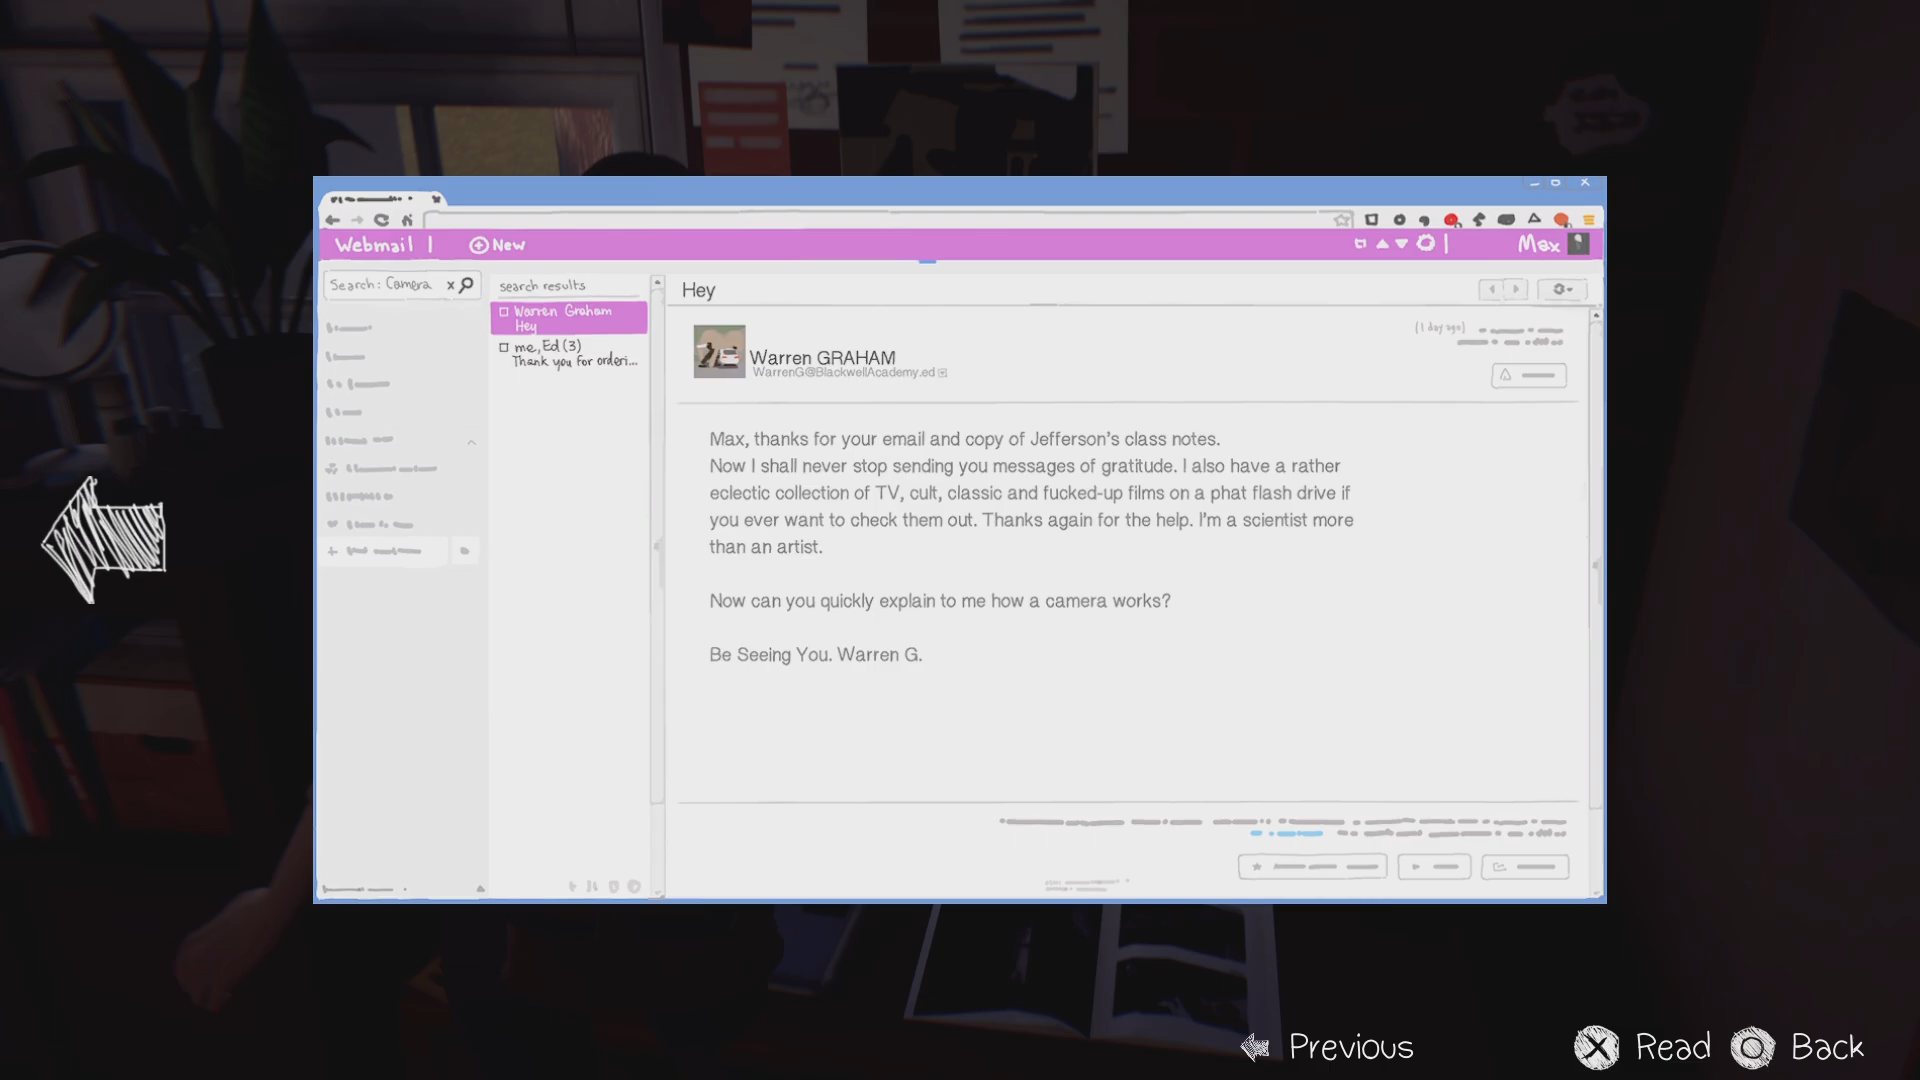 Webmail |
New
Max
Search: Camera x
search results
Warren Graham
Hey
me, Ed (3)
Thank you for orderi...
Hey
(1 day ago)
Warren GRAHAM
WarrenG@BlackwellAcademy.ed
Max, thanks for your email and copy of Jefferson's class notes.
Now I shall never stop sending you messages of gratitude. I also have a rather
eclectic collection of TV, cult, classic and fucked-up films on a phat flash drive if
you ever want to check them out. Thanks again for the help. I'm a scientist more
than an artist.
Now can you quickly explain to me how a camera works?
Be Seeing You. Warren G.
Previous
Read
Back